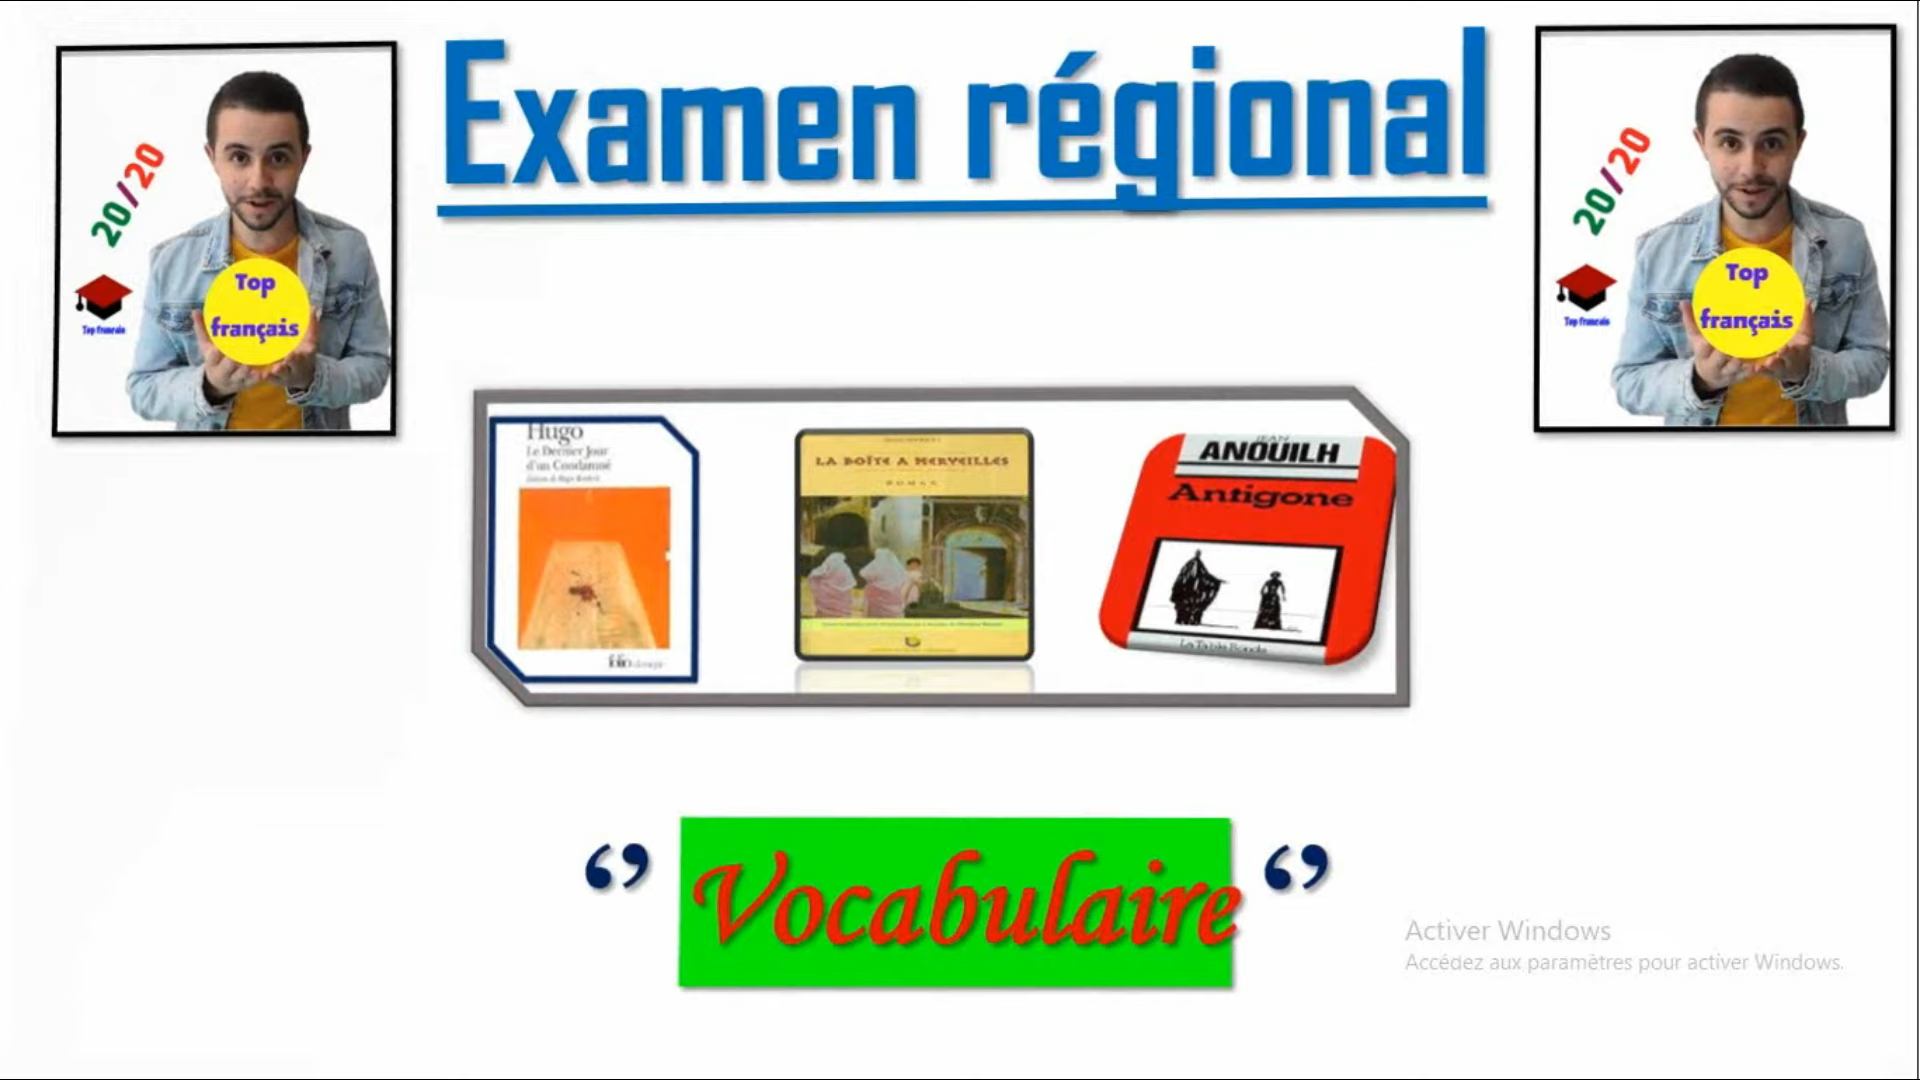 Examen régional
20/20
Top
français
Top français
20/20
Top
français
Top français
Hugo
Le Dernier Jour
d'un Condamné
folio
LA BOÎTE A MERVEILLES
ROMAN
JEAN
ANOUILH
Antigone
La Table Ronde
‘’ Vocabulaire ‘’
Activer Windows
Accédez aux paramètres pour activer Windows.